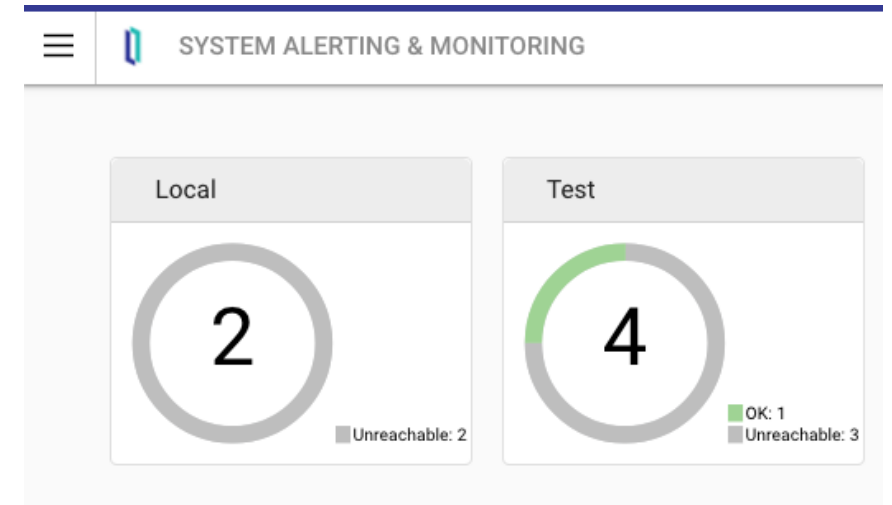 SYSTEM ALERTING & MONITORING
Local
Test
2
Unreachable: 2
4
OK: 1
Unreachable: 3